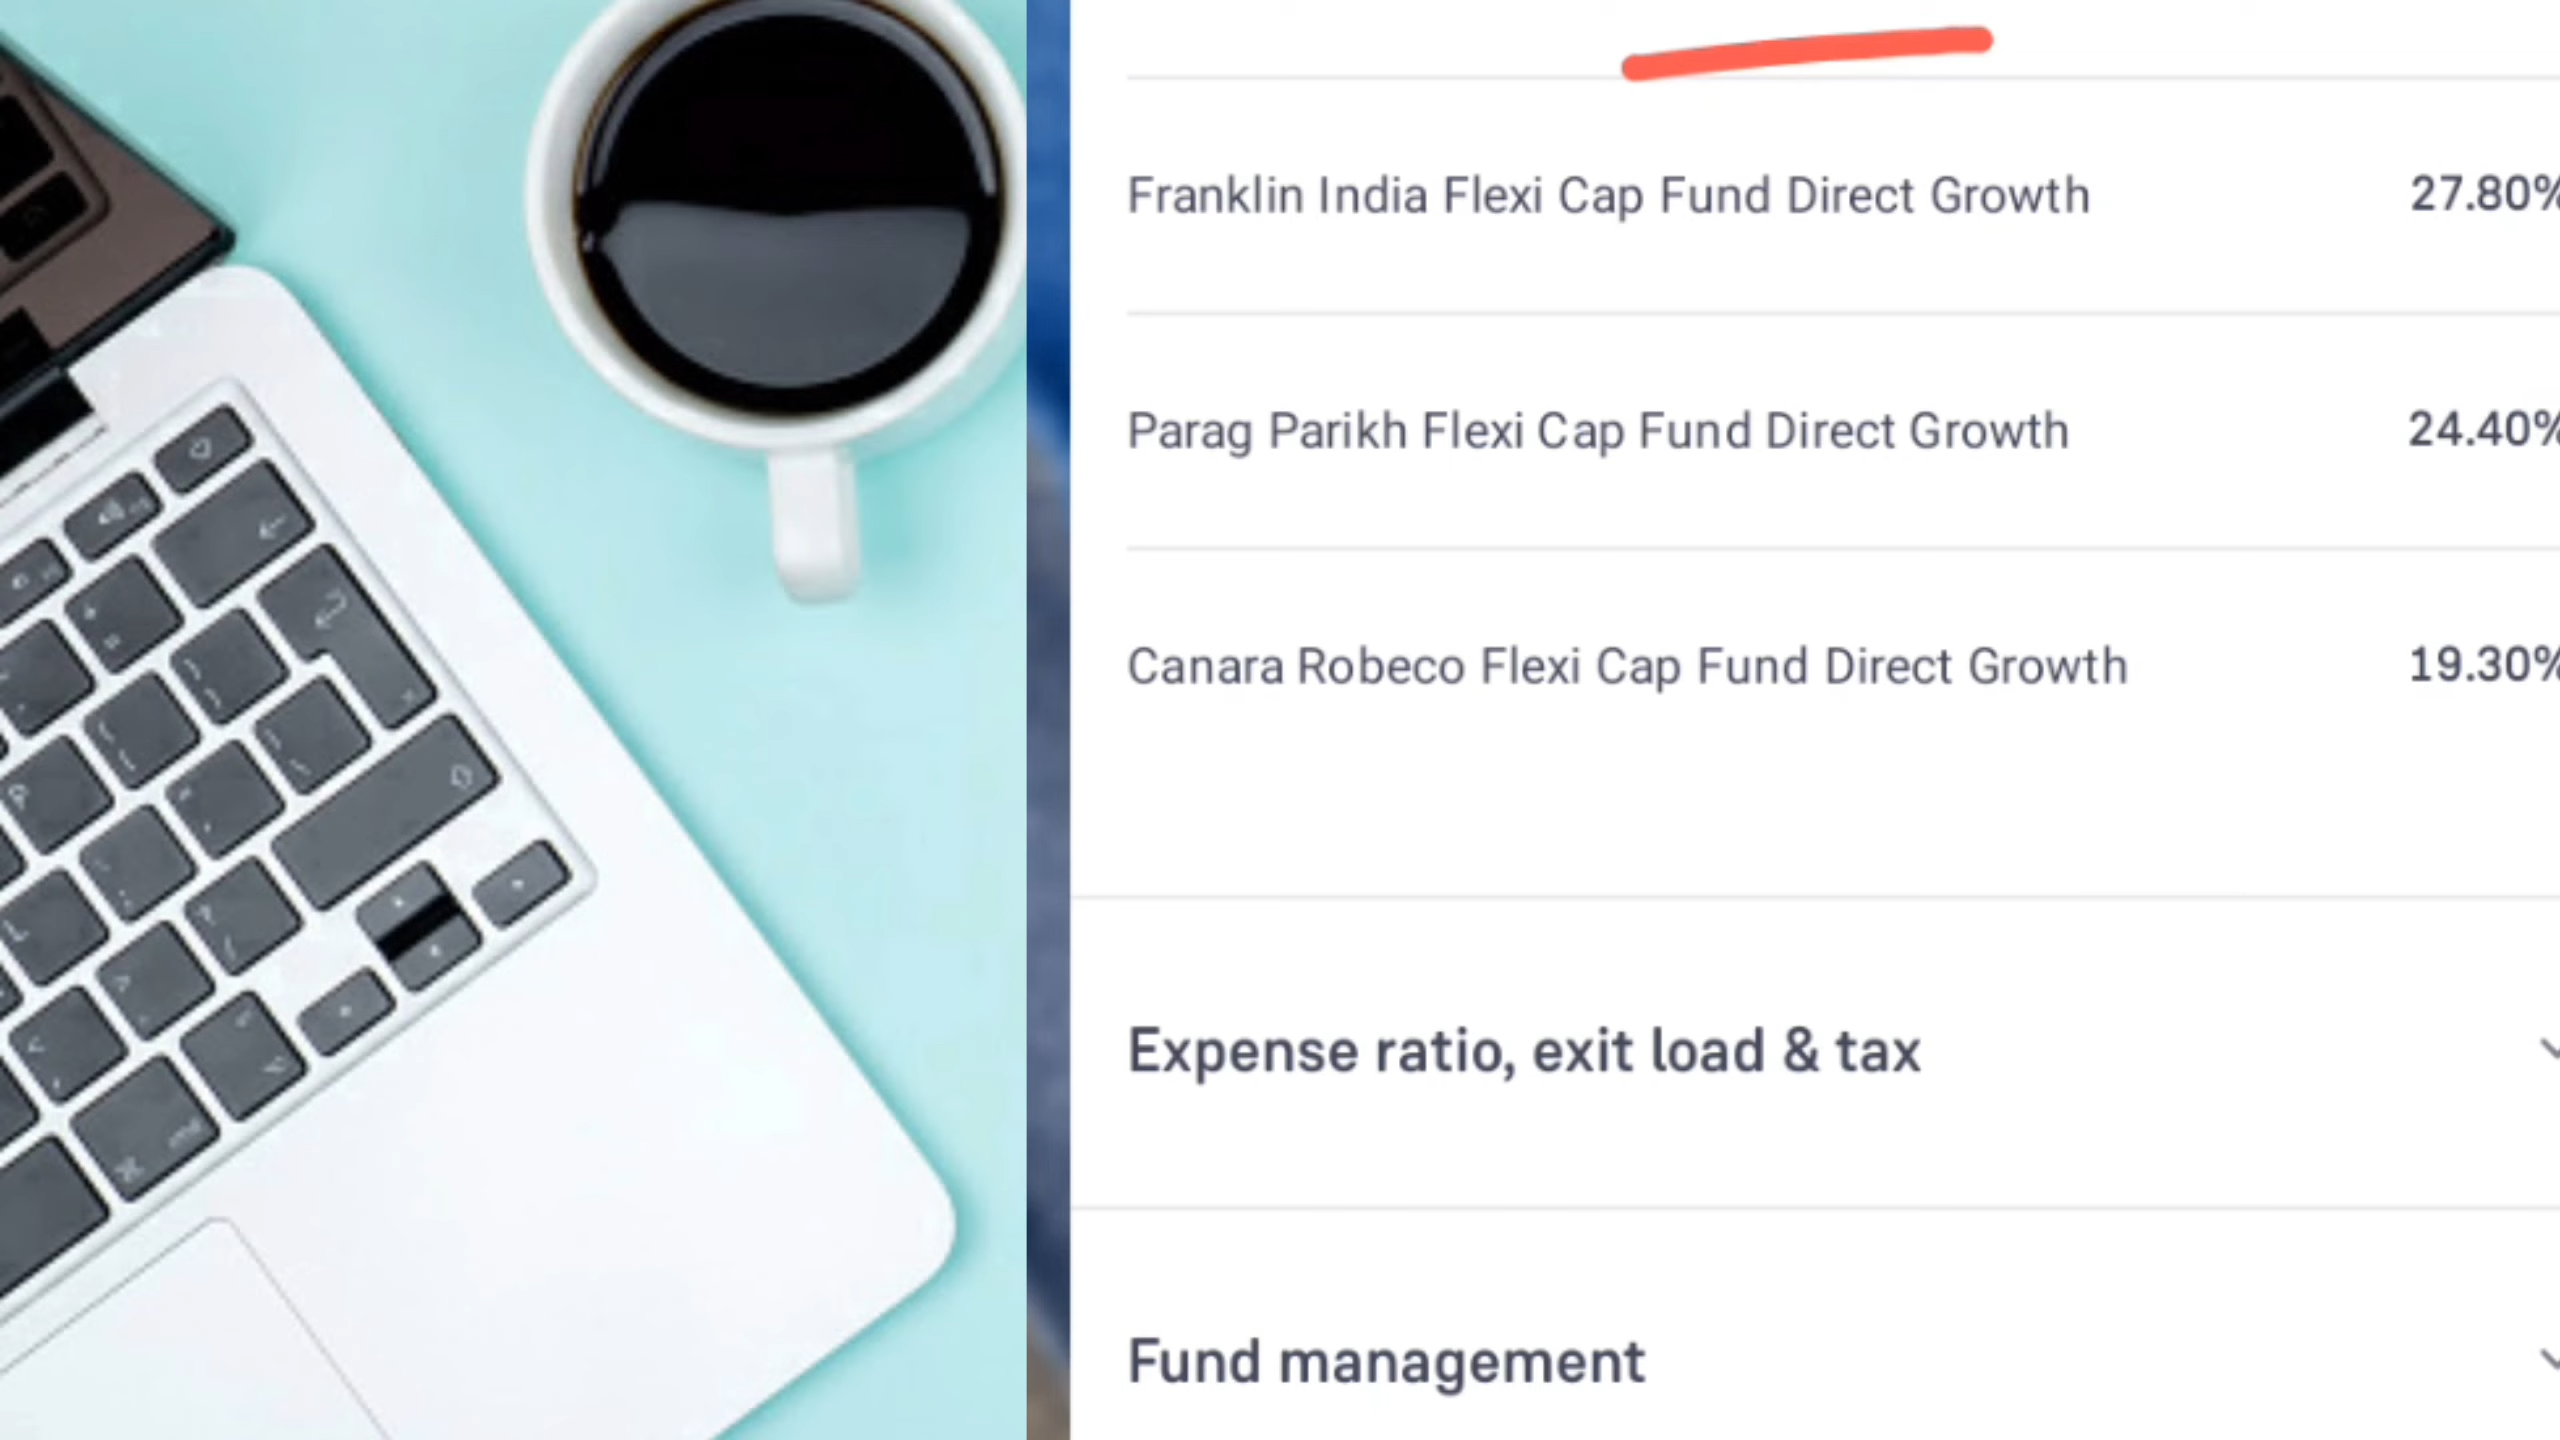 Franklin India Flexi Cap Fund Direct Growth 27.80%
Parag Parikh Flexi Cap Fund Direct Growth 24.40%
Canara Robeco Flexi Cap Fund Direct Growth 19.30%
Expense ratio, exit load & tax
Fund management